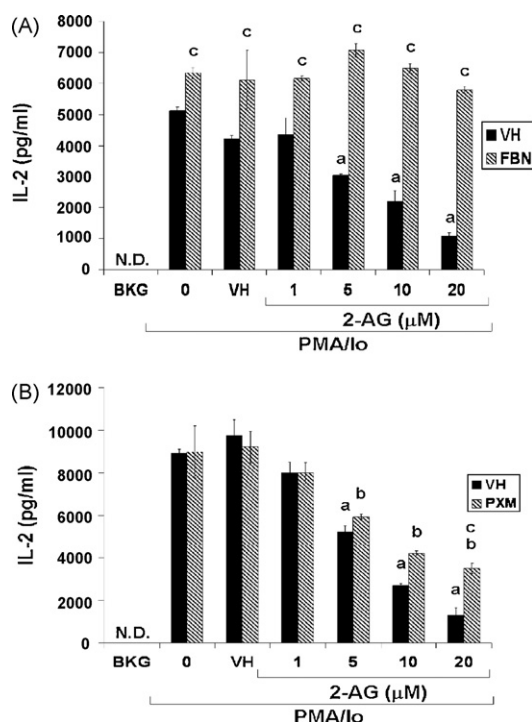 (A)
8000
7000
6000
5000
4000
3000
2000
1000
0
IL-2 (pg/ml)
c c c c c c
a a a
VH
FBN
N.D.
BKG 0 VH 1 5 10 20
2-AG (μM)
PMA/Io
(B)
12000
10000
8000
6000
4000
2000
0
IL-2 (pg/ml)
VH
PXM
c
a b b b
a a
N.D.
BKG 0 VH 1 5 10 20
2-AG (μM)
PMA/Io